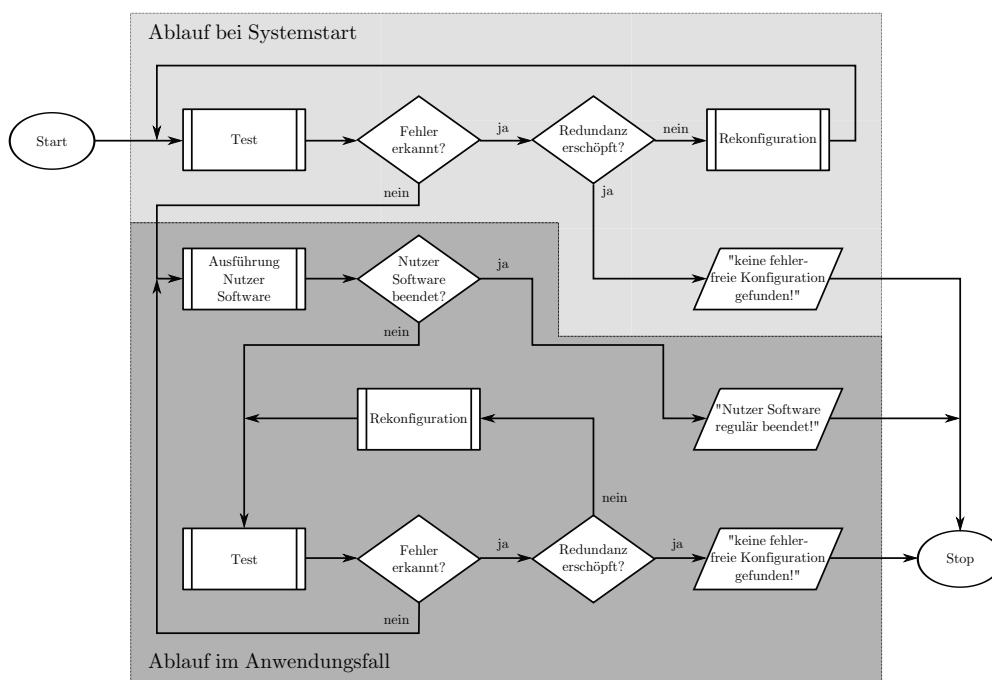 Ablauf bei Systemstart
Start
Test
Fehler
erkannt?
ja
Redundanz
erschöpft?
nein
Rekonfiguration
nein
ja
Ausführung
Nutzer
Software
Nutzer
Software
beendet?
ja
"keine fehler-
freie Konfiguration
gefunden!"
nein
Rekonfiguration
"Nutzer Software
regulär beendet!"
nein
Test
Fehler
erkannt?
ja
Redundanz
erschöpft?
ja
"keine fehler-
freie Konfiguration
gefunden!"
Stop
nein
Ablauf im Anwendungsfall